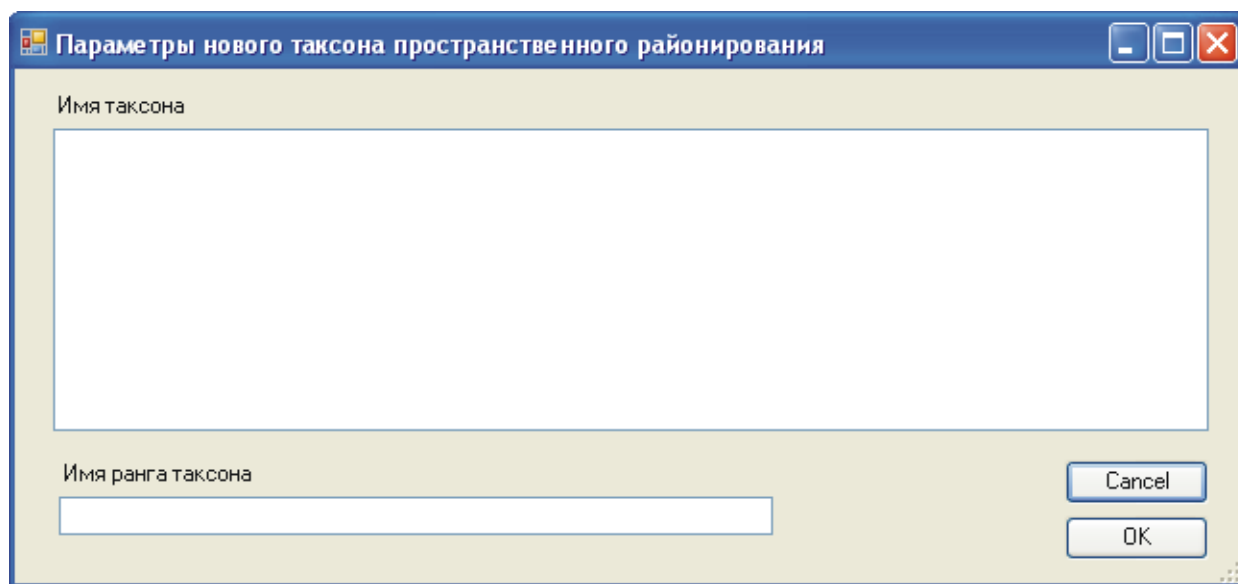 Параметры нового таксона пространственного районирования
Имя таксона
Имя ранга таксона
Cancel
OK